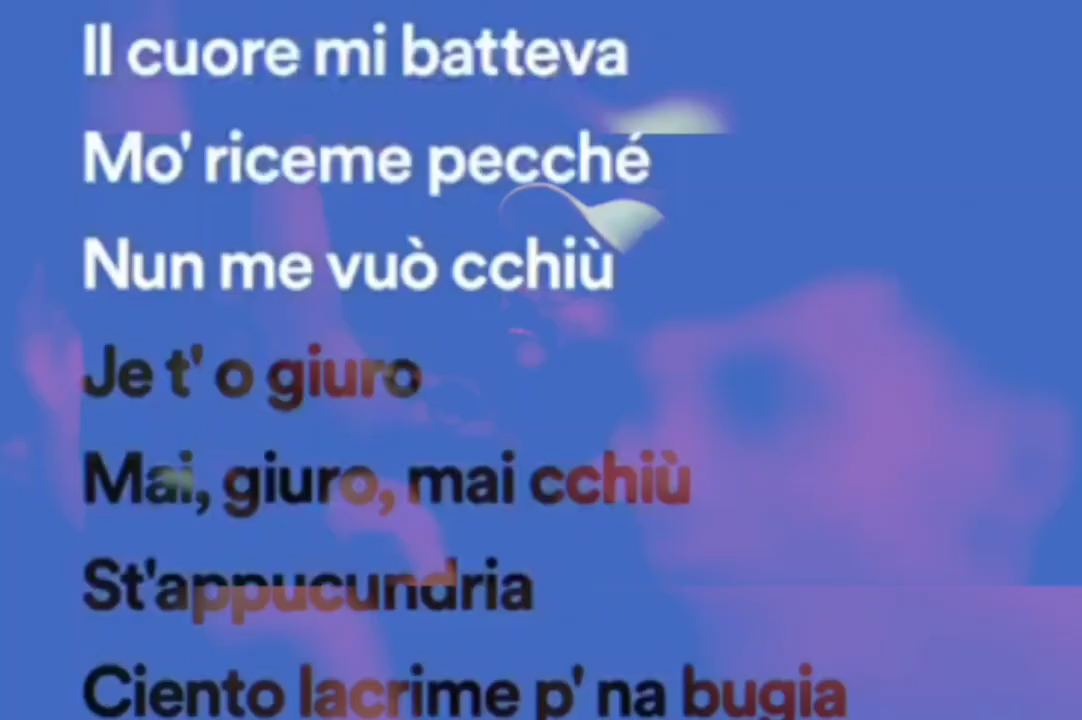 Il cuore mi batteva
Mo' riceme pecché
Nun me vuò cchiù
Je t' o giuro
Mai, giuro, mai cchiù
St'appucundria
Ciento lacrime p' na bugia